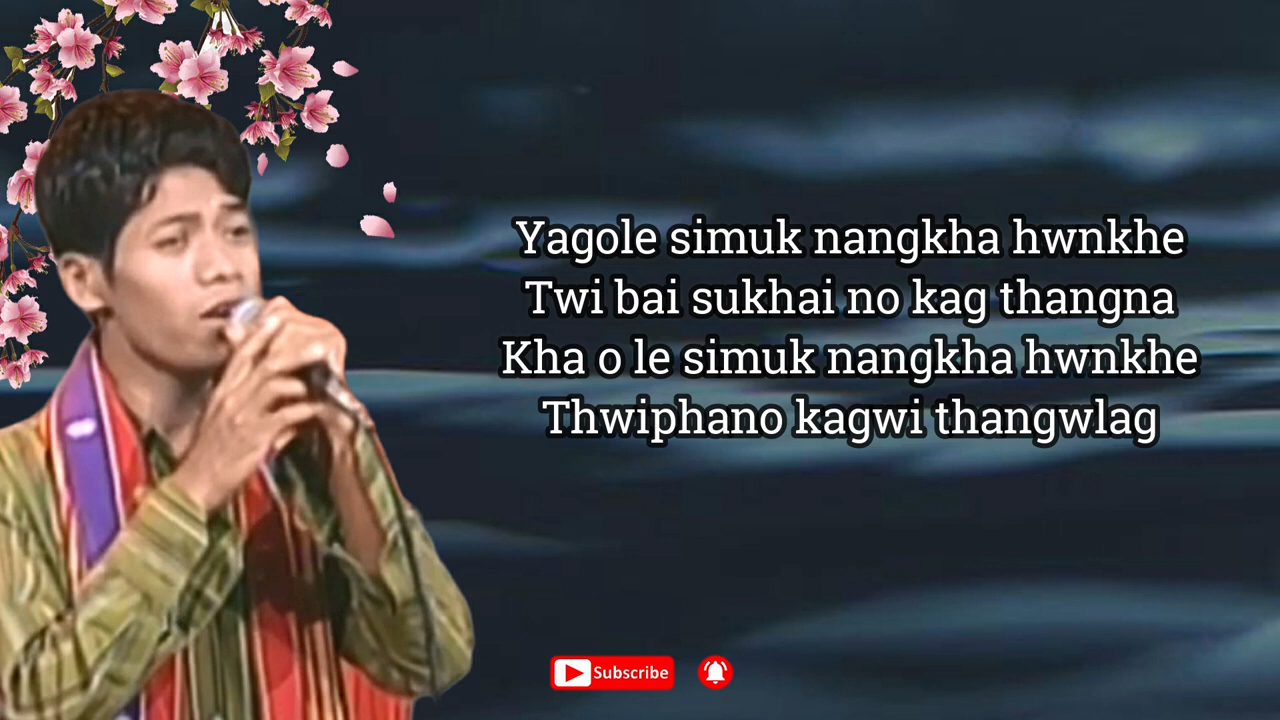 Yagole simuk nangkha hwnkhe
Twi bai sukhai no kag thangna
Kha o le simuk nangkha hwnkhe
Thwiphano kagwi thangwlag
Subscribe